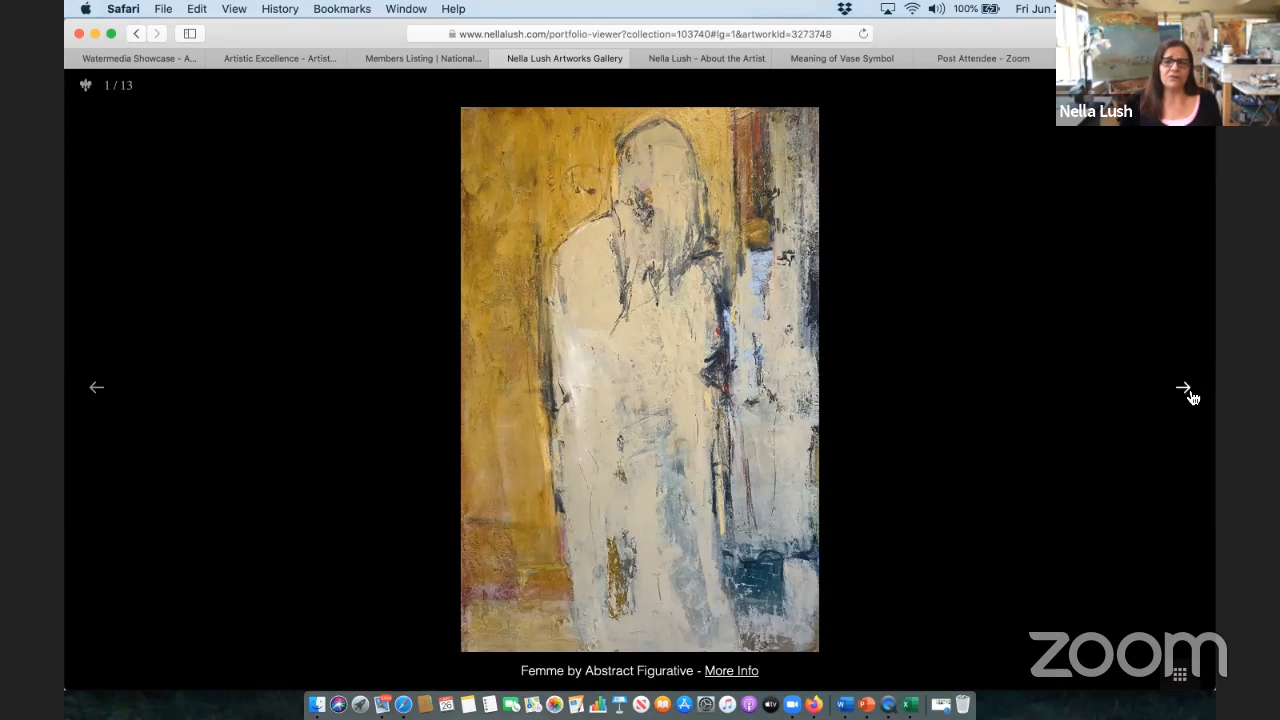 Safari File Edit View History Bookmarks Window Help 100% Fri Jun 2
www.nellalush.com/portfolio-viewer?collection=103740#lg=1&artworkId=3273748
Watermedia Showcase - A... Artistic Excellence - Artist... Members Listing | National... Nella Lush Artworks Gallery Nella Lush - About the Artist Meaning of Vase Symbol Post Attendee - Zoom
1 / 13
Nella Lush
Femme by Abstract Figurative - More Info
zoom